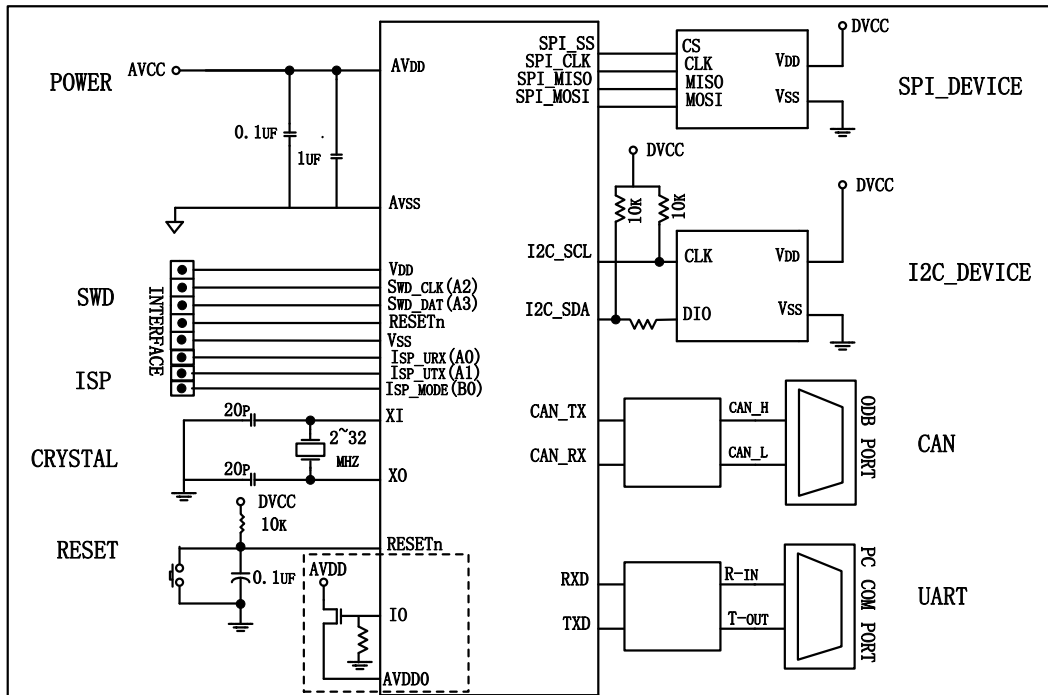 POWER
AVCC
AVDD
0.1UF
1UF
AVSS
SWD
ISP
INTERFACE
VDD
SWD_CLK(A2)
SWD_DAT(A3)
RESETn
VSS
ISP_URX(A0)
ISP_UTX(A1)
ISP_MODE(B0)
CRYSTAL
20P
20P
2~32
MHZ
XI
XO
RESET
DVCC
10K
0.1UF
RESETn
AVDD
IO
AVDDO
SPI_SS
SPI_CLK
SPI_MISO
SPI_MOSI
CS
CLK
MISO
MOSI
VDD
VSS
DVCC
SPI_DEVICE
DVCC
10K
10K
I2C_SCL
I2C_SDA
CLK
DIO
VDD
VSS
DVCC
I2C_DEVICE
CAN_TX
CAN_RX
CAN_H
CAN_L
ODB PORT
CAN
RXD
TXD
R-IN
T-OUT
PC COM PORT
UART